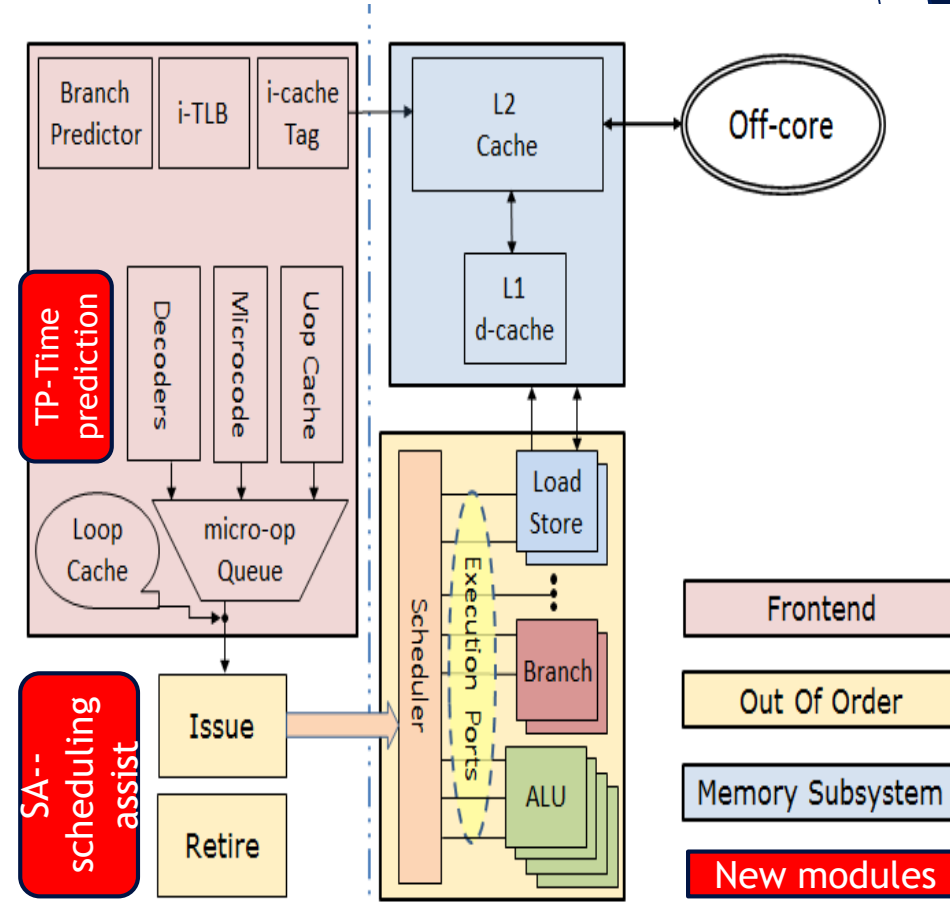 Branch
Predictor
i-TLB
i-cache
Tag
L2
Cache
Off-core
L1
d-cache
TP-Time
prediction
Decoders
Microcode
Uop Cache
Loop
Cache
micro-op
Queue
Scheduler
Execution Ports
Load
Store
Branch
ALU
SA--
scheduling
assist
Issue
Retire
Frontend
Out Of Order
Memory Subsystem
New modules